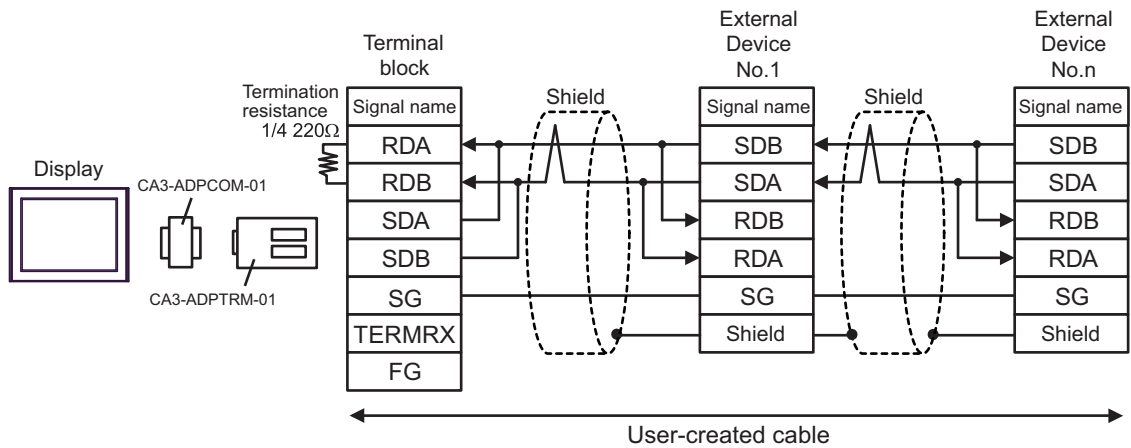 Display
CA3-ADPCOM-01
CA3-ADPTRM-01
Termination
resistance
1/4 220Ω
Terminal
block
Signal name
RDA
RDB
SDA
SDB
SG
TERMRX
FG
Shield
External
Device
No.1
Signal name
SDB
SDA
RDB
RDA
SG
Shield
Shield
External
Device
No.n
Signal name
SDB
SDA
RDB
RDA
SG
Shield
User-created cable